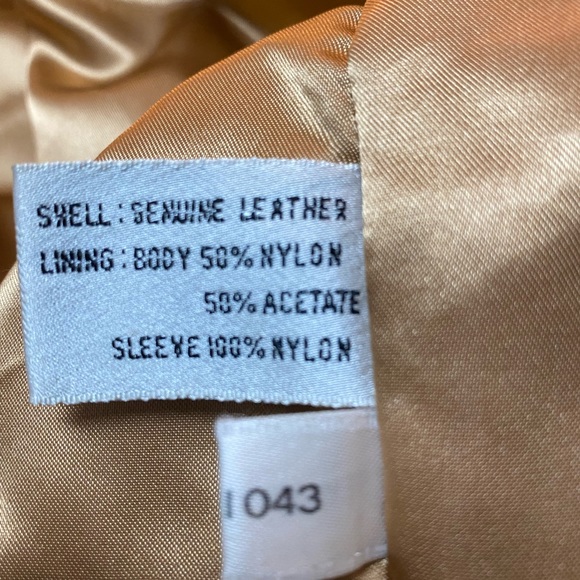 SHELL: GENUINE LEATHER
LINING: BODY 50% NYLON
50% ACETATE
SLEEVE 100% NYLON
1043